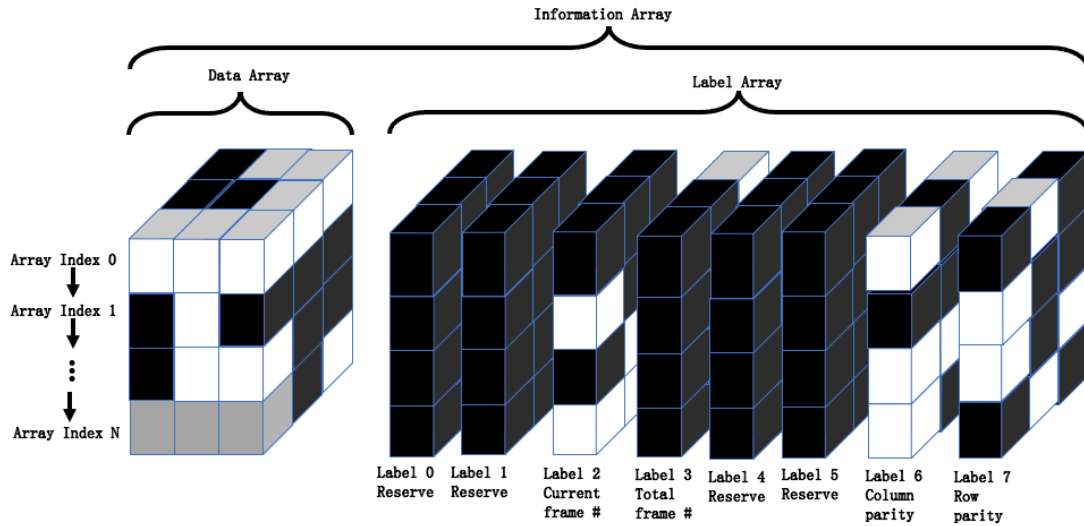 Information Array
Data Array
Label Array
Array Index 0
Array Index 1
Array Index N
Label 0
Reserve
Label 1
Reserve
Label 2
Current
frame #
Label 3
Total
frame #
Label 4
Reserve
Label 5
Reserve
Label 6
Column
parity
Label 7
Row
parity